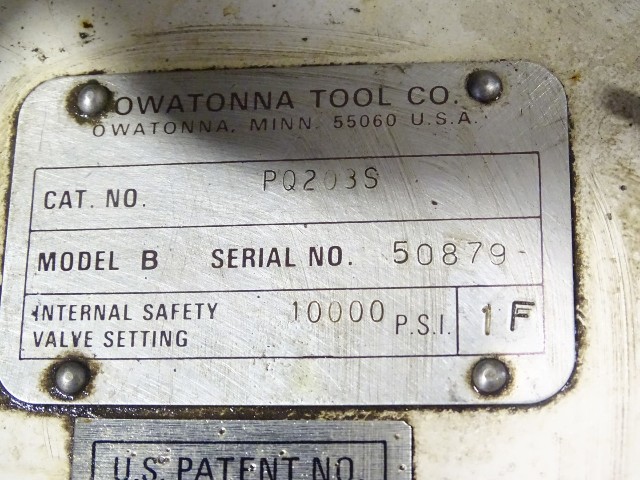 OWATONNA TOOL CO.
OWATONNA, MINN. 55060 U.S.A.
CAT. NO. PQ203S
MODEL B SERIAL NO. 50879-
INTERNAL SAFETY VALVE SETTING 10000 P.S.I. 1F
U.S. PATENT NO.